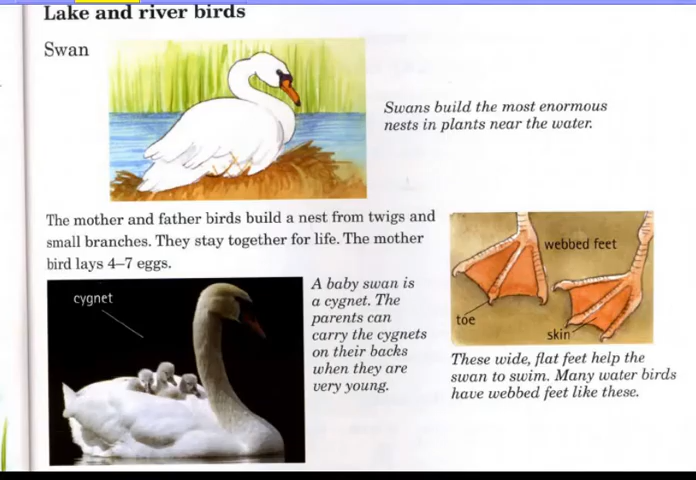 Lake and river birds
Swan
Swans build the most enormous
nests in plants near the water.
The mother and father birds build a nest from twigs and
small branches. They stay together for life. The mother
bird lays 4–7 eggs.
cygnet
A baby swan is
a cygnet. The
parents can
carry the cygnets
on their backs
when they are
very young.
webbed feet
toe
skin
These wide, flat feet help the
swan to swim. Many water birds
have webbed feet like these.